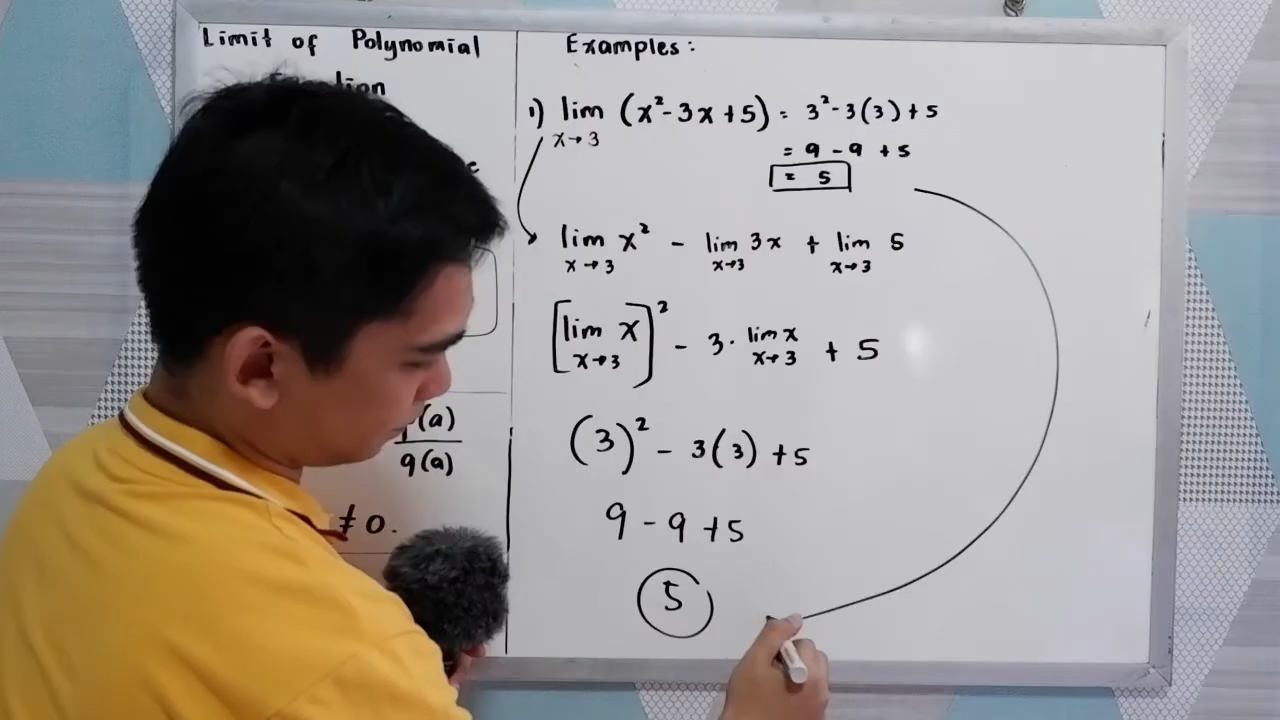 Limit of Polynomial
Examples:
1) lim (x² - 3x + 5) = 3² - 3(3) + 5
x → 3
= 9 - 9 + 5
= 5
lim x² - lim 3x + lim 5
x → 3 x → 3 x → 3
[lim x]² - 3 · lim x + 5
x → 3 x → 3
(3)² - 3(3) + 5
9 - 9 + 5
5
(a)
q(a)
≠ 0.